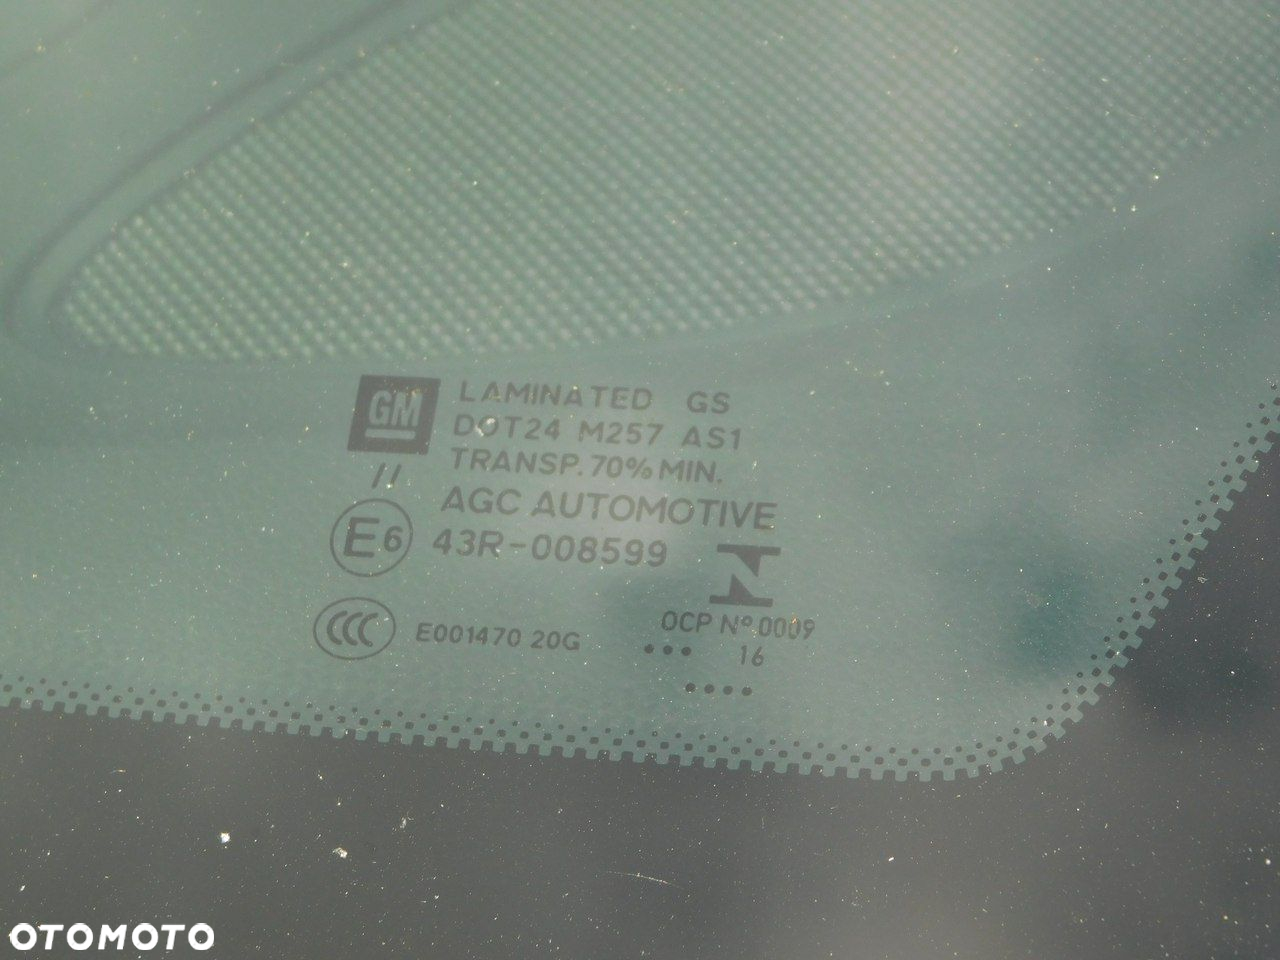 GM
LAMINATED GS
DOT24 M257 AS1
TRANSP. 70% MIN.
//
AGC AUTOMOTIVE
E6 43R-008599
CCC E001470 20G
OCP Nº 0009
16
OTOMOTO